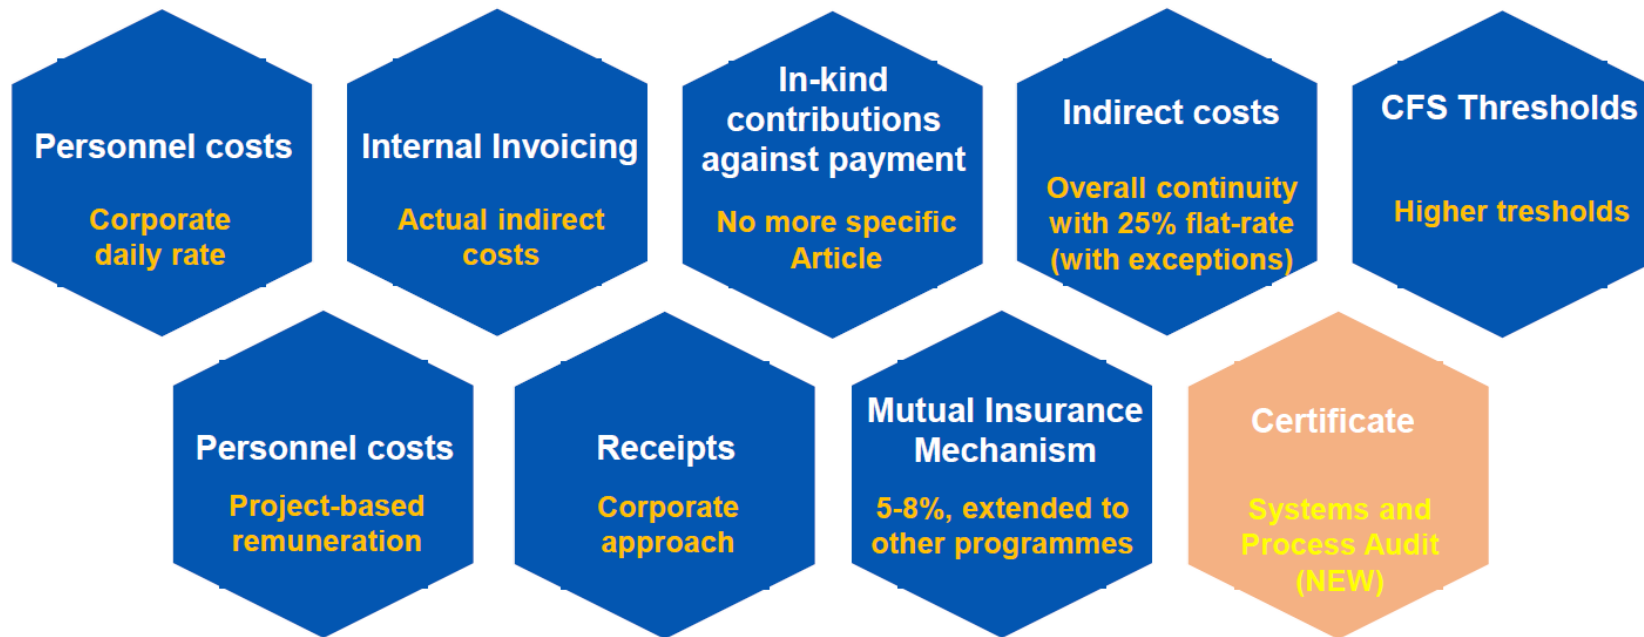 Personnel costs
Corporate
daily rate
Internal Invoicing
Actual indirect
costs
In-kind
contributions
against payment
No more specific
Article
Indirect costs
Overall continuity
with 25% flat-rate
(with exceptions)
CFS Thresholds
Higher tresholds
Personnel costs
Project-based
remuneration
Receipts
Corporate
approach
Mutual Insurance
Mechanism
5-8%, extended to
other programmes
Certificate
Systems and
Process Audit
(NEW)